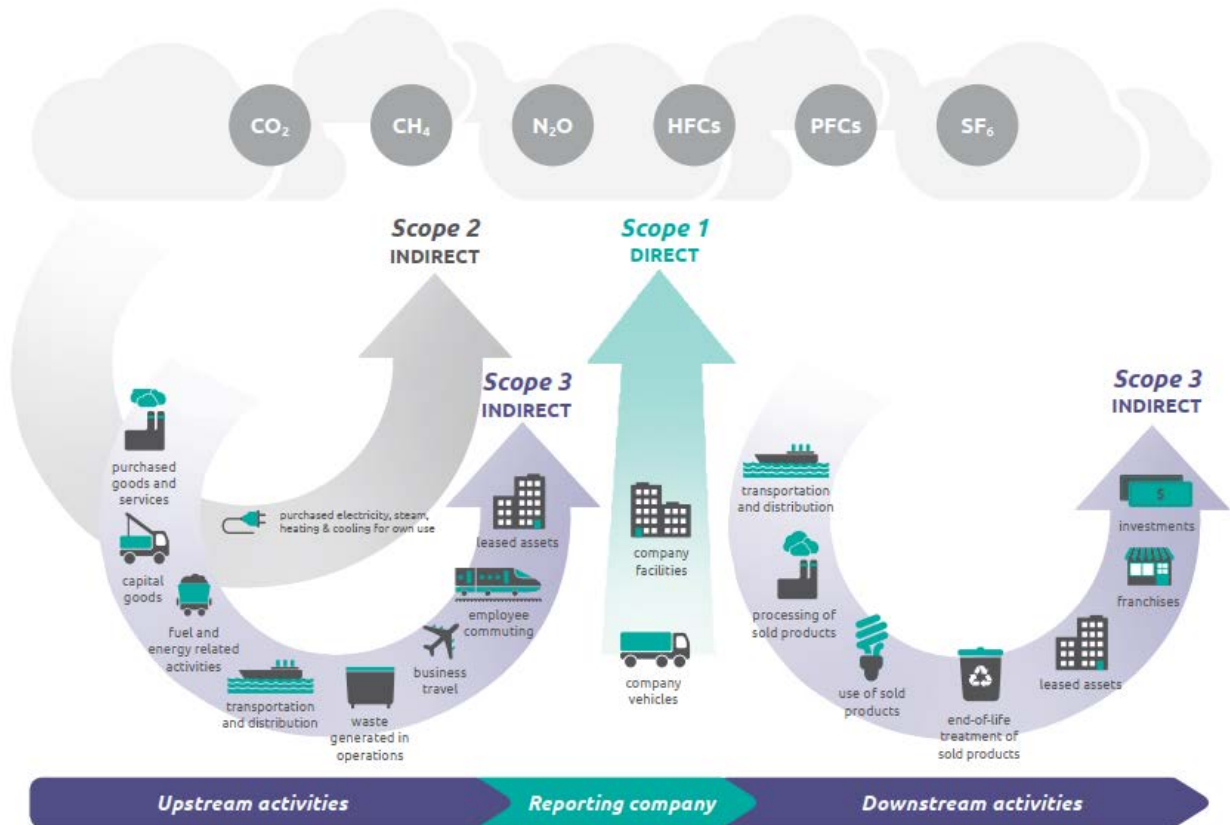 CO₂
CH₄
N₂O
HFCs
PFCs
SF₆
Scope 2
INDIRECT
Scope 1
DIRECT
Scope 3
INDIRECT
Scope 3
INDIRECT
purchased
goods and
services
capital
goods
fuel and
energy related
activities
purchased electricity, steam,
heating & cooling for own use
transportation
and distribution
waste
generated in
operations
business
travel
employee
commuting
leased assets
company
facilities
company
vehicles
transportation
and distribution
processing of
sold products
use of sold
products
end-of-life
treatment of
sold products
leased assets
franchises
$
investments
Upstream activities
Reporting company
Downstream activities